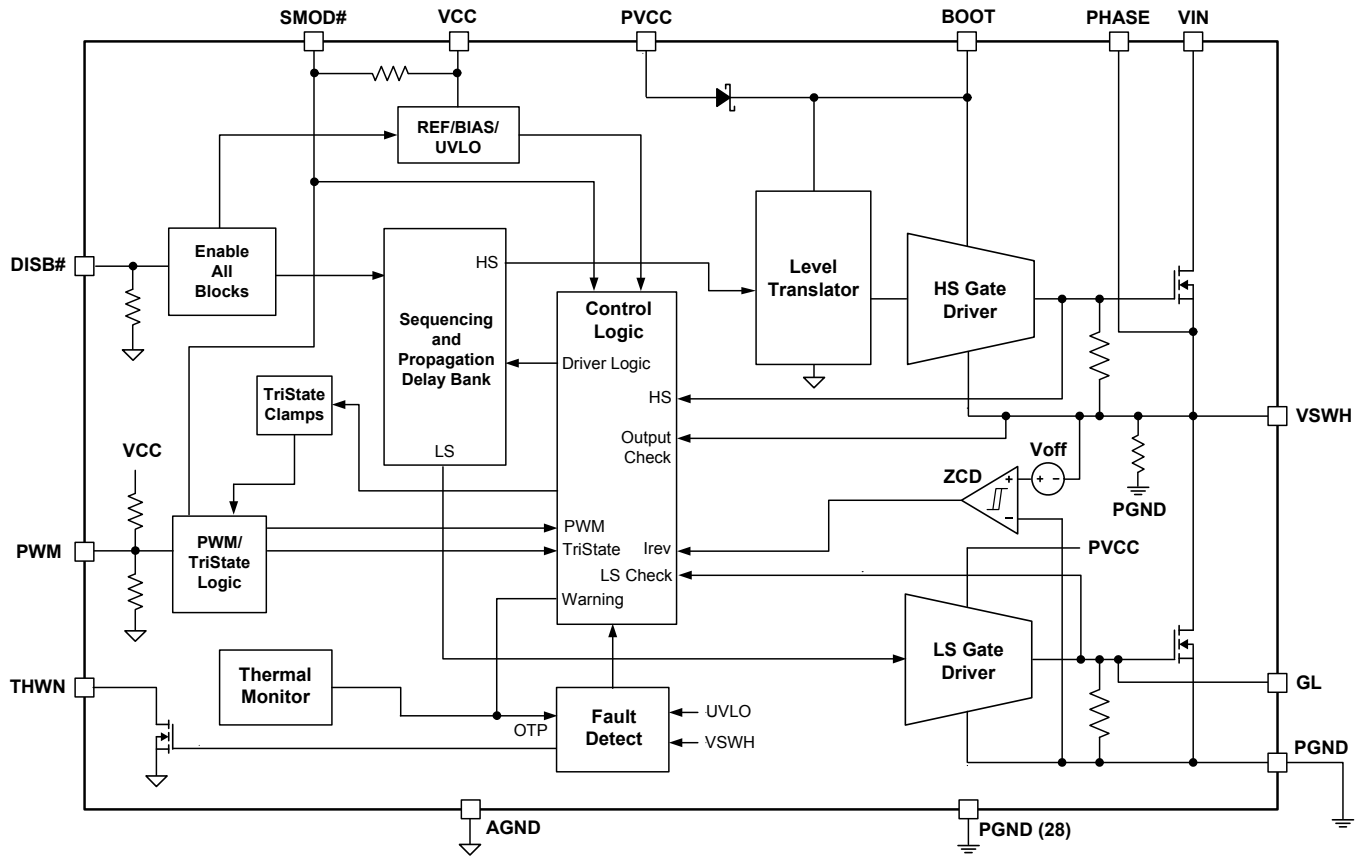 SMOD#
VCC
PVCC
BOOT
PHASE
VIN
REF/BIAS/
UVLO
DISB#
Enable
All
Blocks
HS
Sequencing
and
Propagation
Delay Bank
LS
Control
Logic
Driver Logic
HS
Output
Check
PWM
TriState
Irev
LS Check
Warning
Level
Translator
HS Gate
Driver
VSWH
TriState
Clamps
VCC
ZCD
Voff
+
–
+ -
PGND
PVCC
PWM
PWM/
TriState
Logic
LS Gate
Driver
THWN
Thermal
Monitor
OTP
Fault
Detect
UVLO
VSWH
GL
PGND
AGND
PGND (28)